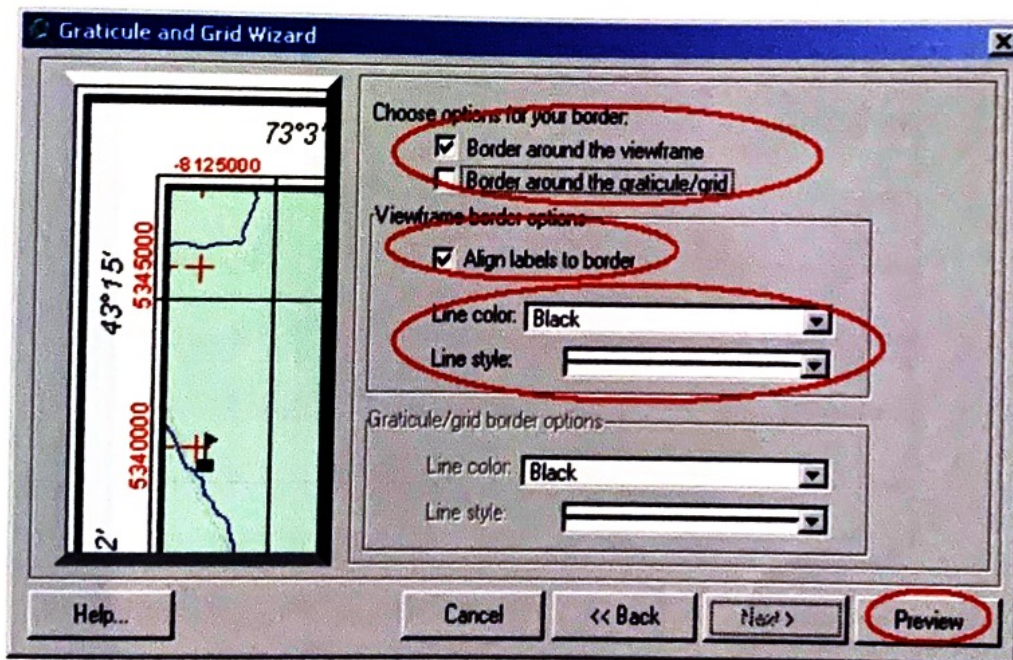 Graticule and Grid Wizard
73°3'
-8125000
43°15'
5345000
5340000
2'
Choose options for your border:
Border around the viewframe
Border around the graticule/grid
Viewframe border options
Align labels to border
Line color: Black
Line style:
Graticule/grid border options
Line color: Black
Line style:
Help...
Cancel
<< Back
Next >
Preview